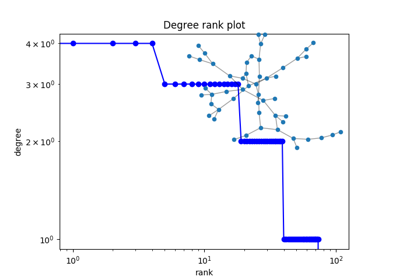 Degree rank plot
4 × 10⁰
3 × 10⁰
2 × 10⁰
10⁰
degree
10⁰
10¹
10²
rank